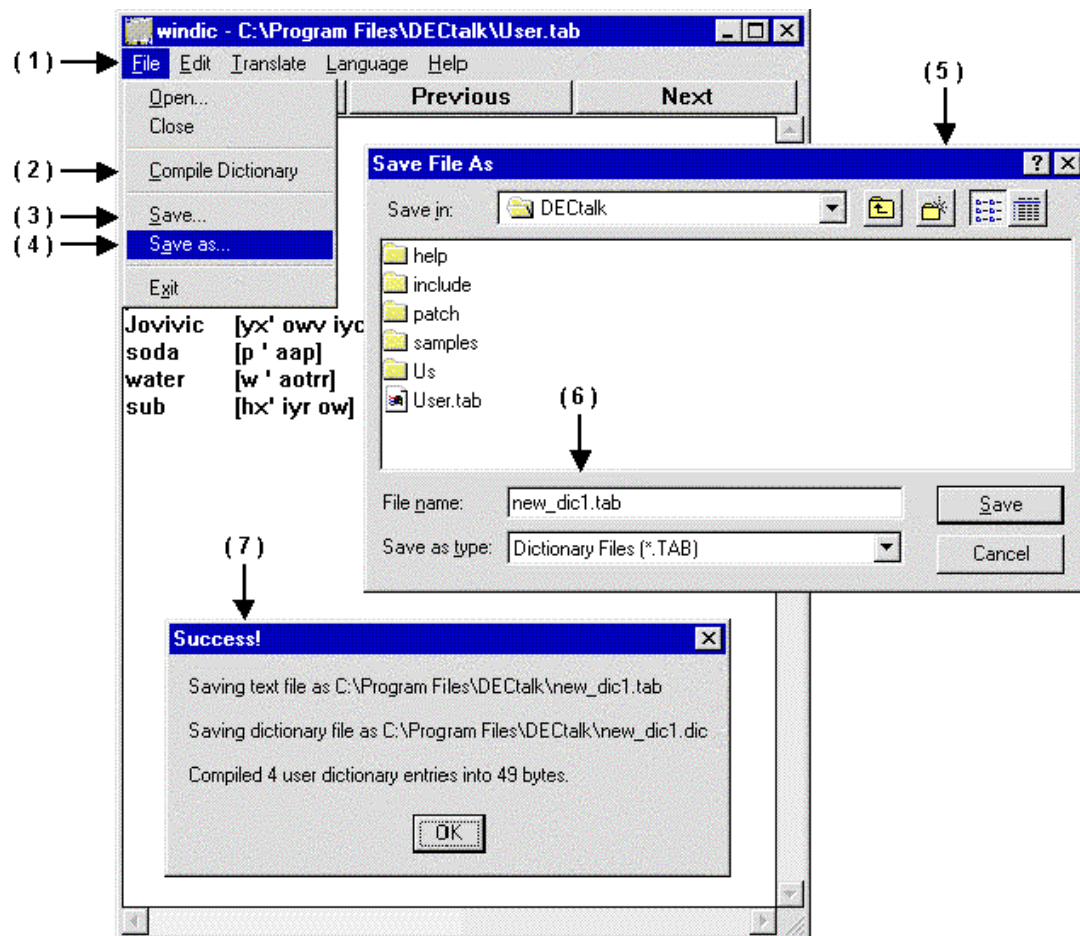 windic - C:\Program Files\DECtalk\User.tab
( 1 )
File Edit Translate Language Help
( 5 )
Open...
Previous Next
Close
( 2 )
Compile Dictionary
( 3 )
Save...
( 4 )
Save as...
Exit
Jovivic [yx' owv iyc
soda [p ' aap]
water [w ' aotrr]
sub [hx' iyr ow]
Save File As
Save in: DECtalk
help
include
patch
samples
Us
User.tab
( 6 )
File name: new_dic1.tab Save
Save as type: Dictionary Files (*.TAB) Cancel
( 7 )
Success!
Saving text file as C:\Program Files\DECtalk\new_dic1.tab
Saving dictionary file as C:\Program Files\DECtalk\new_dic1.dic
Compiled 4 user dictionary entries into 49 bytes.
OK